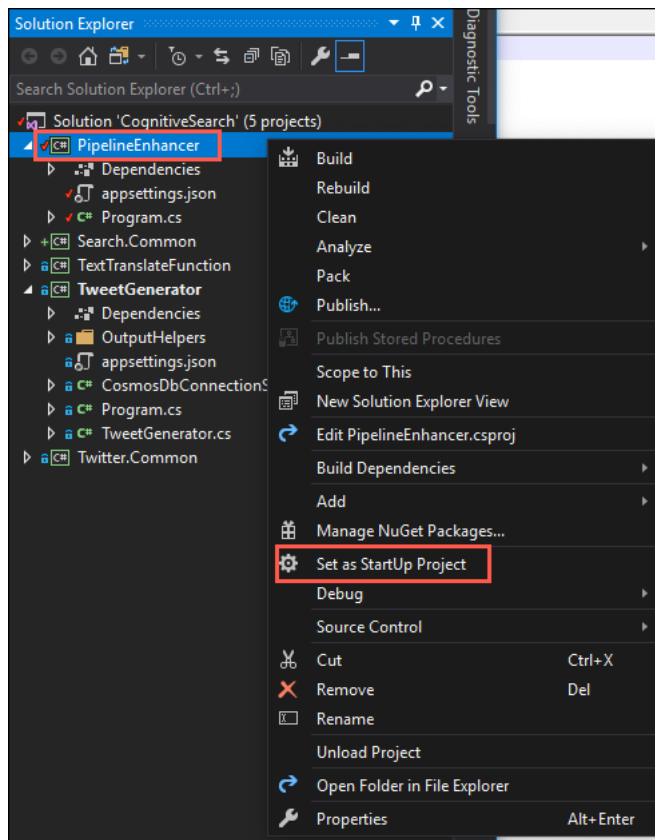 Solution Explorer
Diagnostic Tools
Search Solution Explorer (Ctrl+;)
Solution 'CognitiveSearch' (5 projects)
C# PipelineEnhancer
Dependencies
appsettings.json
C# Program.cs
C# Search.Common
C# TextTranslateFunction
C# TweetGenerator
Dependencies
OutputHelpers
appsettings.json
C# CosmosDbConnectionS
C# Program.cs
C# TweetGenerator.cs
C# Twitter.Common
Build
Rebuild
Clean
Analyze
Pack
Publish...
Publish Stored Procedures
Scope to This
New Solution Explorer View
Edit PipelineEnhancer.csproj
Build Dependencies
Add
Manage NuGet Packages...
Set as StartUp Project
Debug
Source Control
Cut Ctrl+X
Remove Del
Rename
Unload Project
Open Folder in File Explorer
Properties Alt+Enter